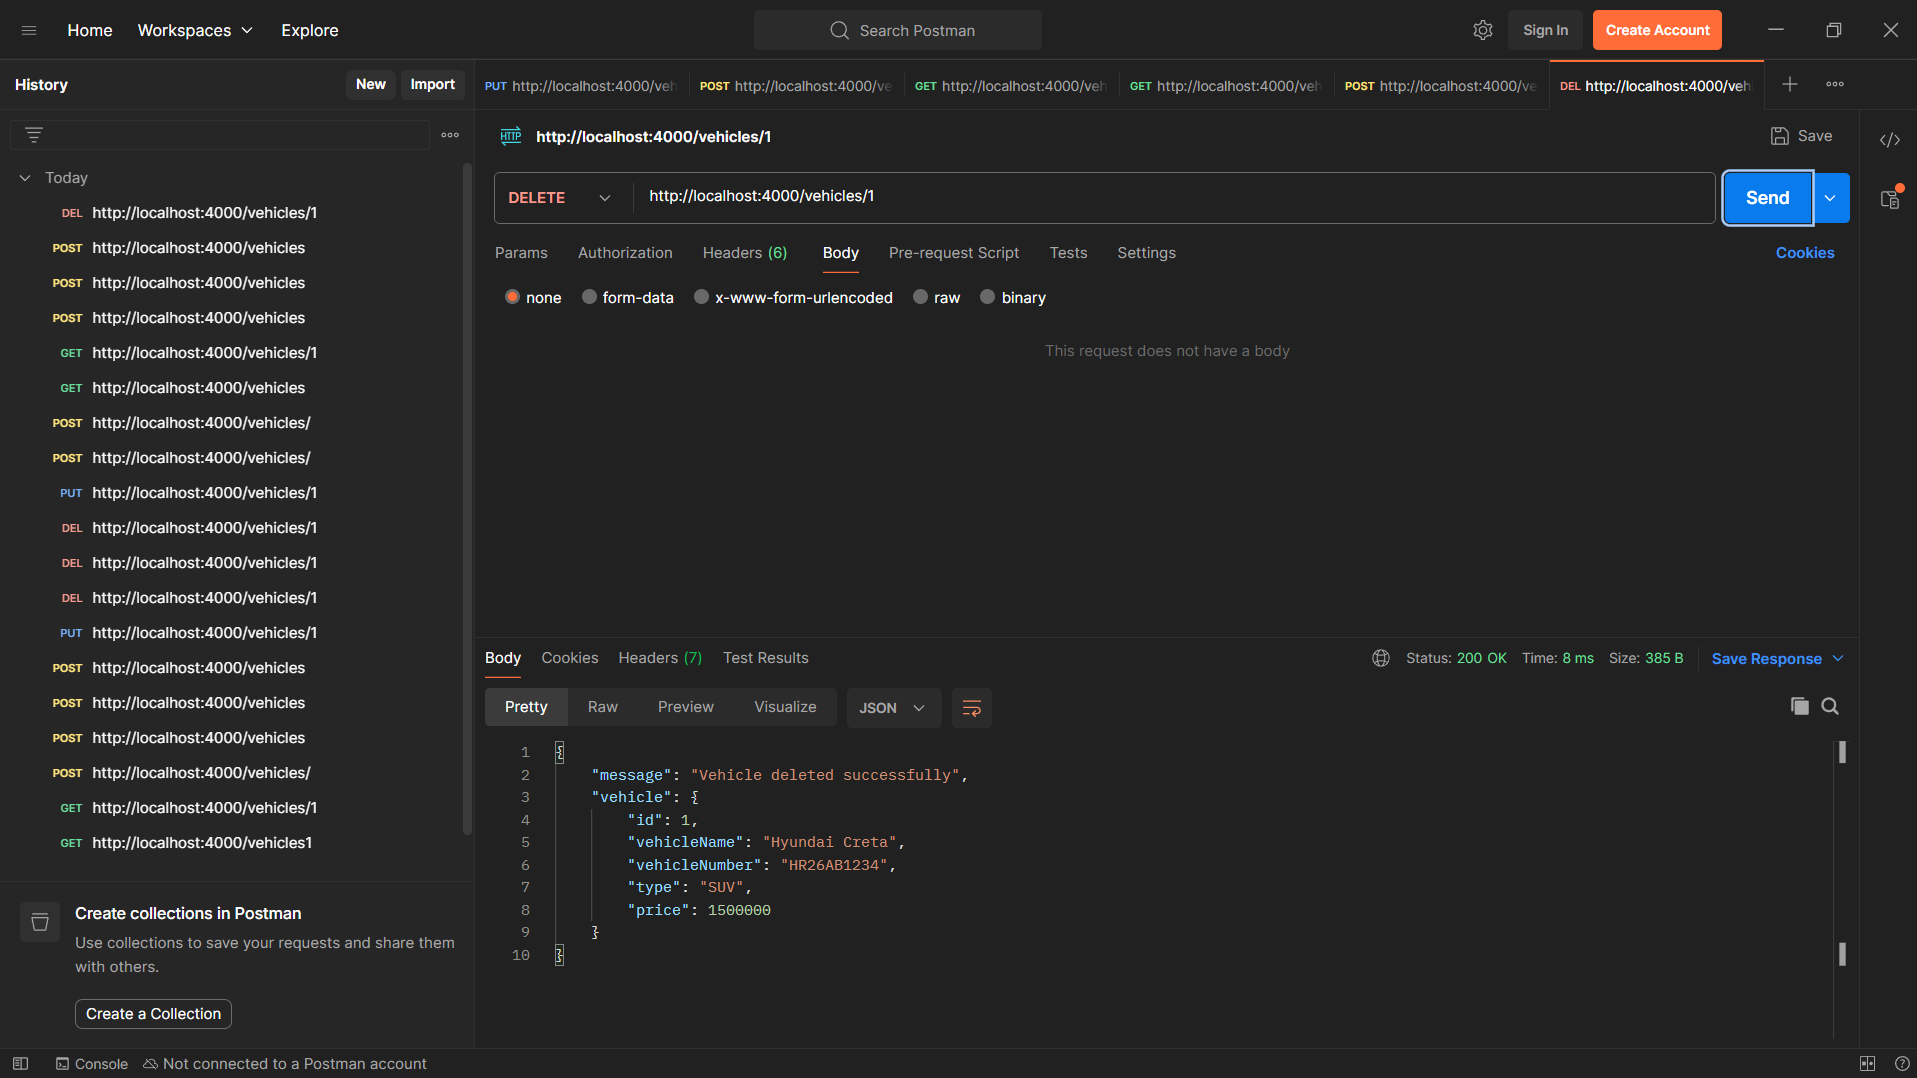 Home Workspaces Explore Search Postman Sign In Create Account
History New Import
PUT http://localhost:4000/veh POST http://localhost:4000/ve GET http://localhost:4000/veh GET http://localhost:4000/veh POST http://localhost:4000/ve DEL http://localhost:4000/veh
HTTP http://localhost:4000/vehicles/1 Save
Today
DEL http://localhost:4000/vehicles/1
POST http://localhost:4000/vehicles
POST http://localhost:4000/vehicles
POST http://localhost:4000/vehicles
GET http://localhost:4000/vehicles/1
GET http://localhost:4000/vehicles
POST http://localhost:4000/vehicles/
POST http://localhost:4000/vehicles/
PUT http://localhost:4000/vehicles/1
DEL http://localhost:4000/vehicles/1
DEL http://localhost:4000/vehicles/1
DEL http://localhost:4000/vehicles/1
PUT http://localhost:4000/vehicles/1
POST http://localhost:4000/vehicles
POST http://localhost:4000/vehicles
POST http://localhost:4000/vehicles
POST http://localhost:4000/vehicles/
GET http://localhost:4000/vehicles/1
GET http://localhost:4000/vehicles1
Create collections in Postman
Use collections to save your requests and share them
with others.
Create a Collection
DELETE http://localhost:4000/vehicles/1 Send
Params Authorization Headers (6) Body Pre-request Script Tests Settings Cookies
none form-data x-www-form-urlencoded raw binary
This request does not have a body
Body Cookies Headers (7) Test Results Status: 200 OK Time: 8 ms Size: 385 B Save Response
Pretty Raw Preview Visualize JSON
1 {
2 "message": "Vehicle deleted successfully",
3 "vehicle": {
4 "id": 1,
5 "vehicleName": "Hyundai Creta",
6 "vehicleNumber": "HR26AB1234",
7 "type": "SUV",
8 "price": 1500000
9 }
10 }
Console Not connected to a Postman account